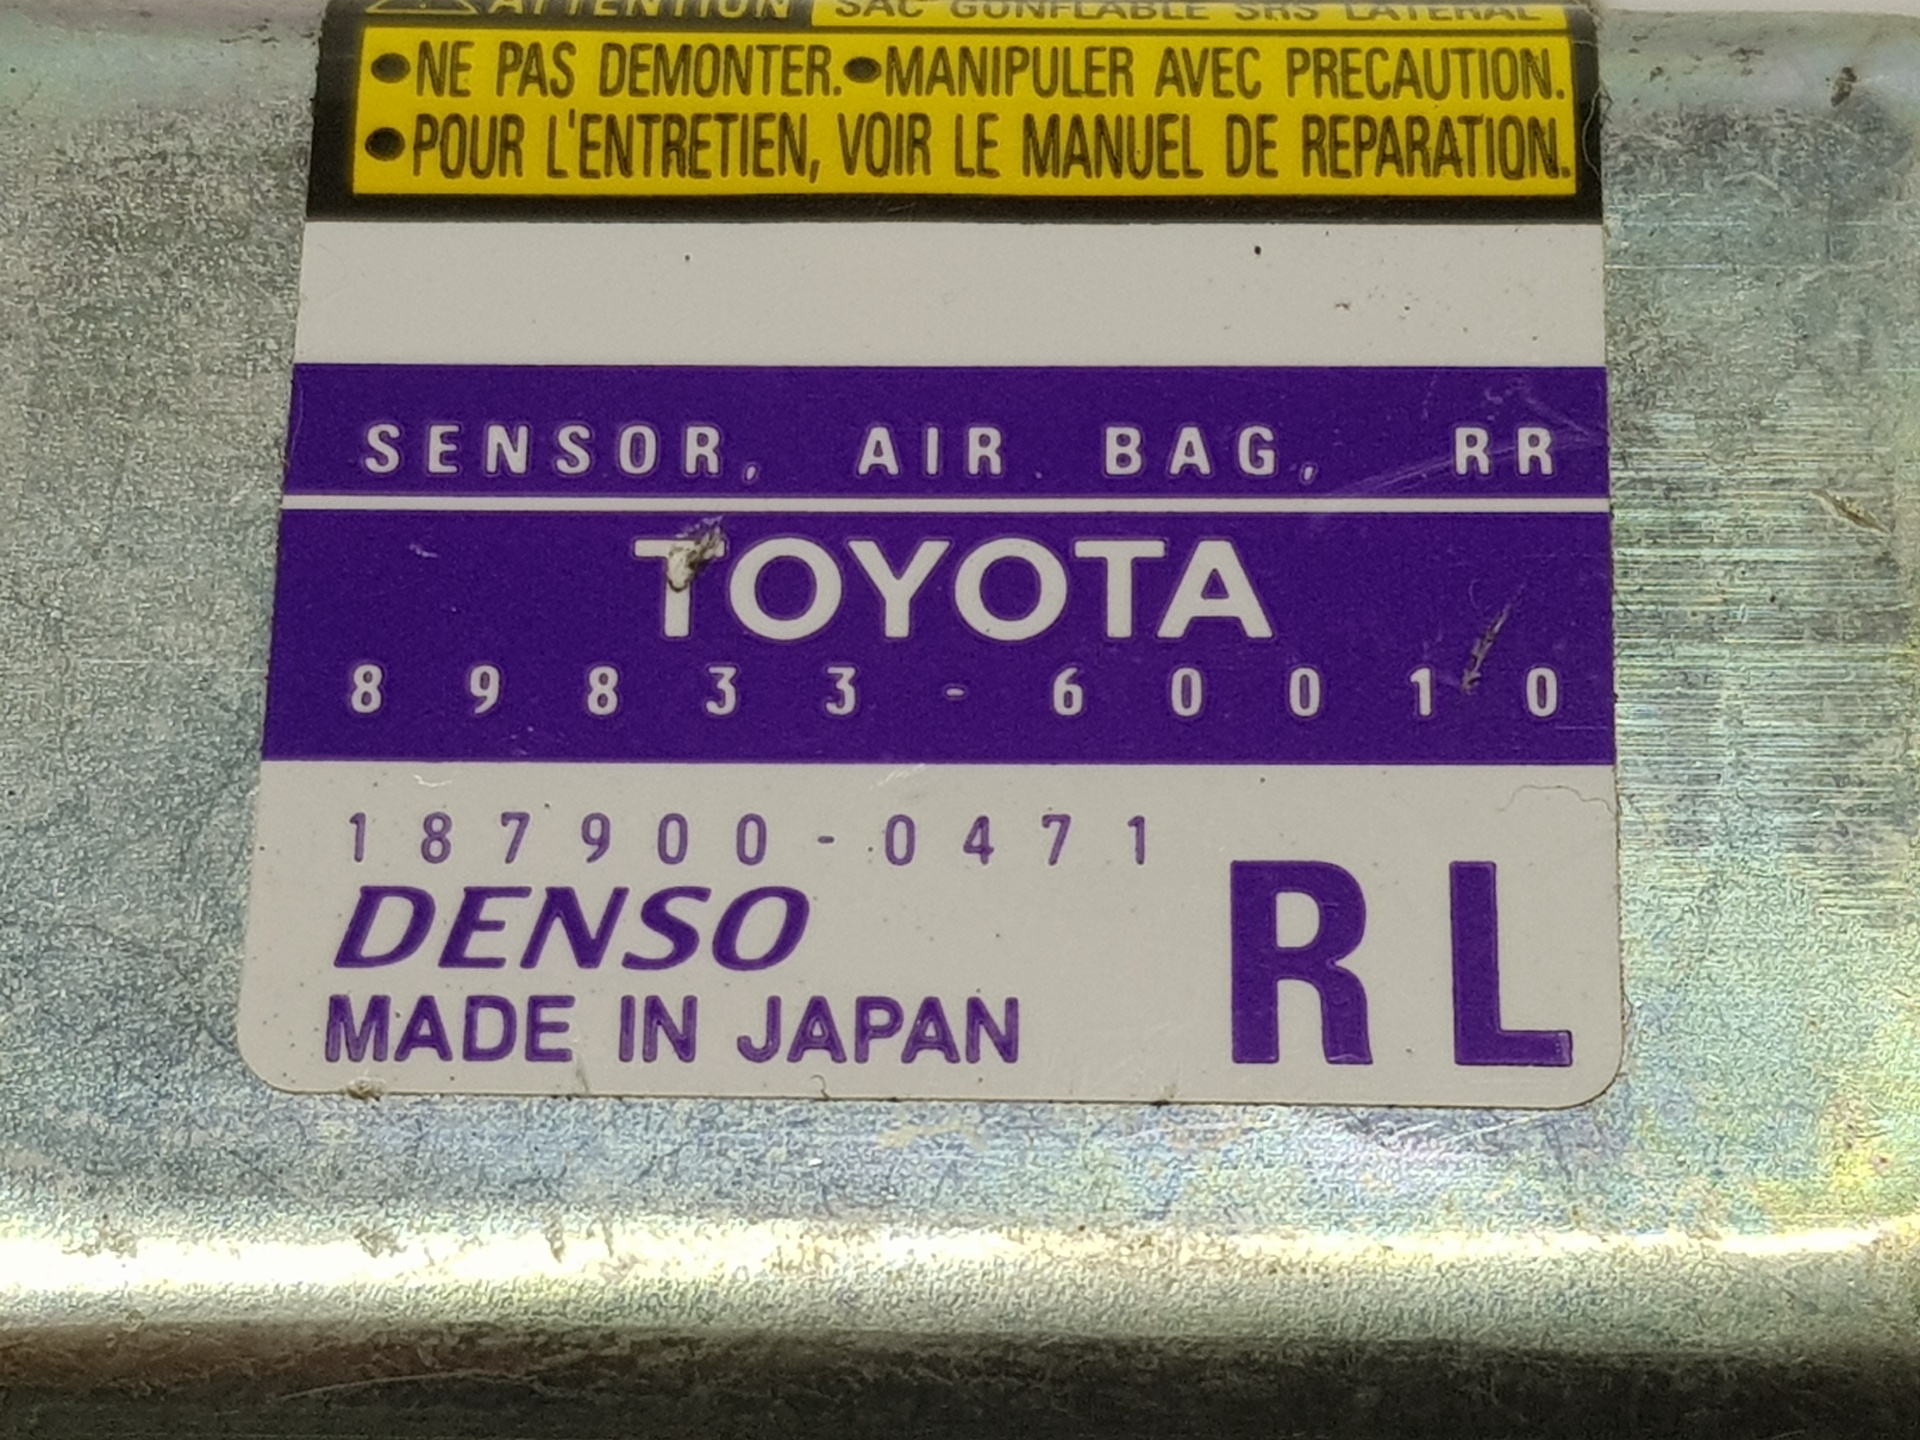 ATTENTION SAC GONFLABLE SRS LATERAL
●NE PAS DEMONTER.●MANIPULER AVEC PRECAUTION.
●POUR L'ENTRETIEN, VOIR LE MANUEL DE REPARATION.
SENSOR, AIR BAG, RR
TOYOTA
89833-60010
187900-0471
DENSO
MADE IN JAPAN
RL